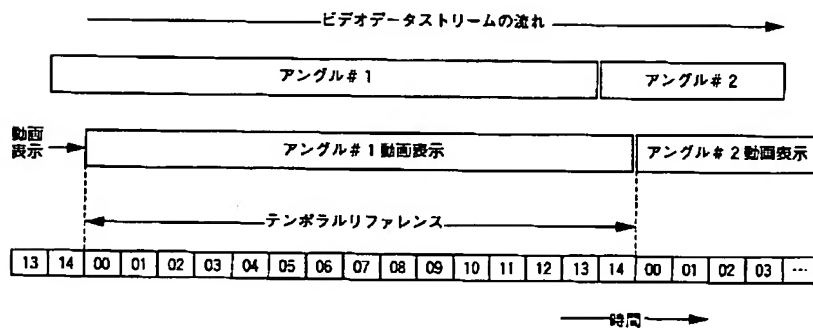 ビデオデータストリームの流れ
アングル#1 アングル#2
動画
表示
アングル#1動画表示 アングル#2動画表示
テンポラルリファレンス
13 14 00 01 02 03 04 05 06 07 08 09 10 11 12 13 14 00 01 02 03 …
時間